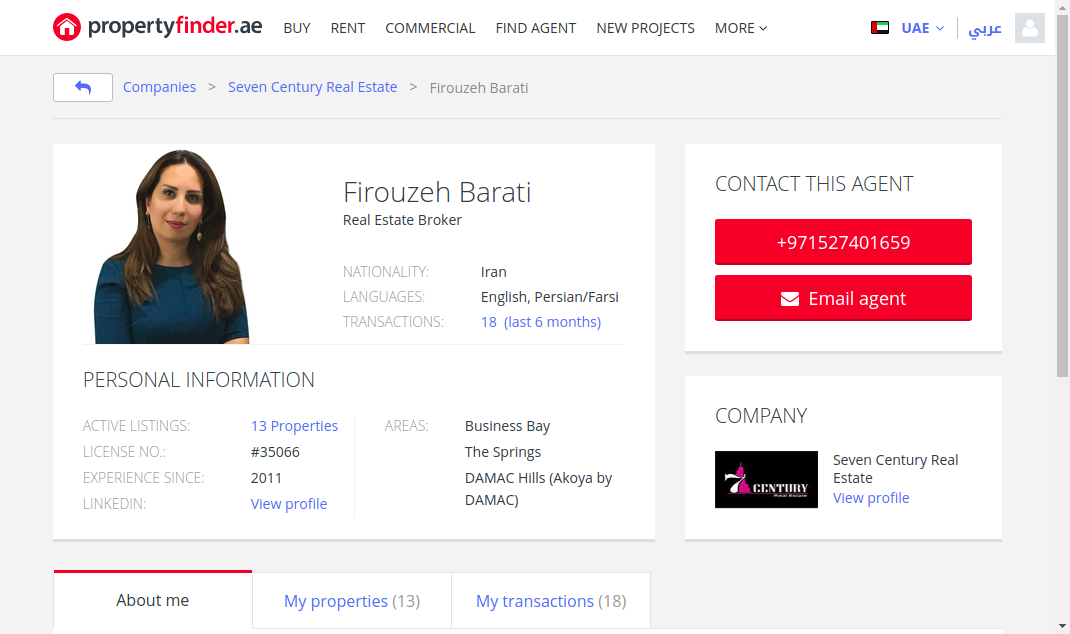 propertyfinder.ae BUY RENT COMMERCIAL FIND AGENT NEW PROJECTS MORE UAE عربي
Companies > Seven Century Real Estate > Firouzeh Barati
Firouzeh Barati
Real Estate Broker
NATIONALITY: Iran
LANGUAGES: English, Persian/Farsi
TRANSACTIONS: 18 (last 6 months)
PERSONAL INFORMATION
ACTIVE LISTINGS: 13 Properties
LICENSE NO.: #35066
EXPERIENCE SINCE: 2011
LINKEDIN: View profile
AREAS: Business Bay
The Springs
DAMAC Hills (Akoya by
DAMAC)
CONTACT THIS AGENT
+971527401659
Email agent
COMPANY
7 CENTURY
Real Estate
Seven Century Real
Estate
View profile
About me My properties (13) My transactions (18)